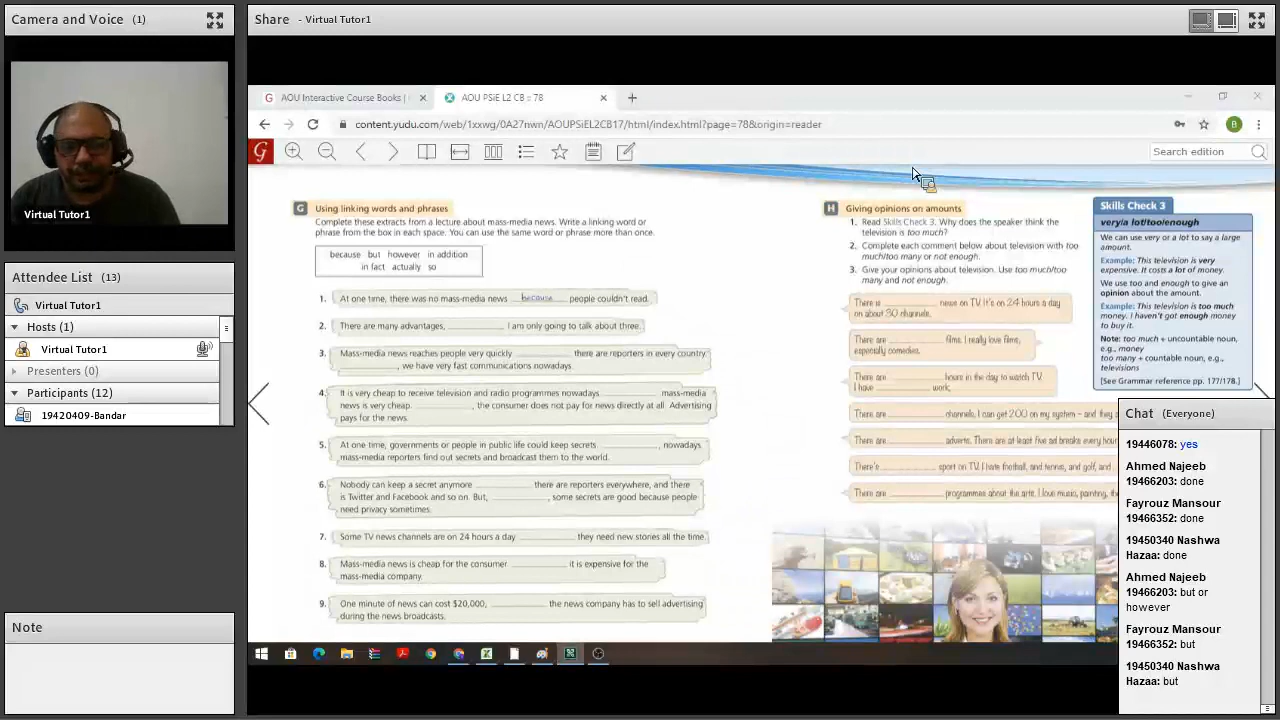 Camera and Voice (1)
Virtual Tutor1
Attendee List (13)
Virtual Tutor1
Hosts (1)
Virtual Tutor1
Presenters (0)
Participants (12)
19420409-Bandar
Note
Share - Virtual Tutor1
AOU Interactive Course Books |
AOU PSiE L2 CB :: 78
content.yudu.com/web/1xxwg/0A27nwn/AOUPSiEL2CB17/html/index.html?page=78&origin=reader
B
g
Search edition
G Using linking words and phrases
Complete these extracts from a lecture about mass-media news. Write a linking word or
phrase from the box in each space. You can use the same word or phrase more than once.
because but however in addition
in fact actually so
1. At one time, there was no mass-media news because people couldn't read.
2. There are many advantages, ________ I am only going to talk about three.
3. Mass-media news reaches people very quickly ________ there are reporters in every country.
________, we have very fast communications nowadays.
4. It is very cheap to receive television and radio programmes nowadays ________ mass-media
news is very cheap. ________, the consumer does not pay for news directly at all. Advertising
pays for the news.
5. At one time, governments or people in public life could keep secrets. ________, nowadays
mass-media reporters find out secrets and broadcast them to the world.
6. Nobody can keep a secret anymore ________ there are reporters everywhere, and there
is Twitter and Facebook and so on. But, ________, some secrets are good because people
need privacy sometimes.
7. Some TV news channels are on 24 hours a day ________ they need new stories all the time.
8. Mass-media news is cheap for the consumer ________ it is expensive for the
mass-media company.
9. One minute of news can cost $20,000, ________ the news company has to sell advertising
during the news broadcasts.
H Giving opinions on amounts
1. Read Skills Check 3. Why does the speaker think the
television is too much?
2. Complete each comment below about television with too
much/too many or not enough.
3. Give your opinions about television. Use too much/too
many and not enough.
There is ________ news on TV. It's on 24 hours a day
on about 30 channels.
There are ________ films. I really love films,
especially comedies.
There are ________ hours in the day to watch TV.
I have ________ work.
There are ________ channels. I can get 200 on my system – and they a
There are ________ adverts. There are at least five ad breaks every hour
There's ________ sport on TV. I hate football, and tennis, and golf, and
There are ________ programmes about the arts. I love music, painting, the
Skills Check 3
very/a lot/too/enough
We can use very or a lot to say a large
amount.
Example: This television is very
expensive. It costs a lot of money.
We use too and enough to give an
opinion about the amount.
Example: This television is too much
money. I haven't got enough money
to buy it.
Note: too much + uncountable noun,
e.g., money
too many + countable noun, e.g.,
televisions
[See Grammar reference pp. 177/178.]
Chat (Everyone)
19446078: yes
Ahmed Najeeb
19466203: done
Fayrouz Mansour
19466352: done
19450340 Nashwa
Hazaa: done
Ahmed Najeeb
19466203: but or
however
Fayrouz Mansour
19466352: but
19450340 Nashwa
Hazaa: but